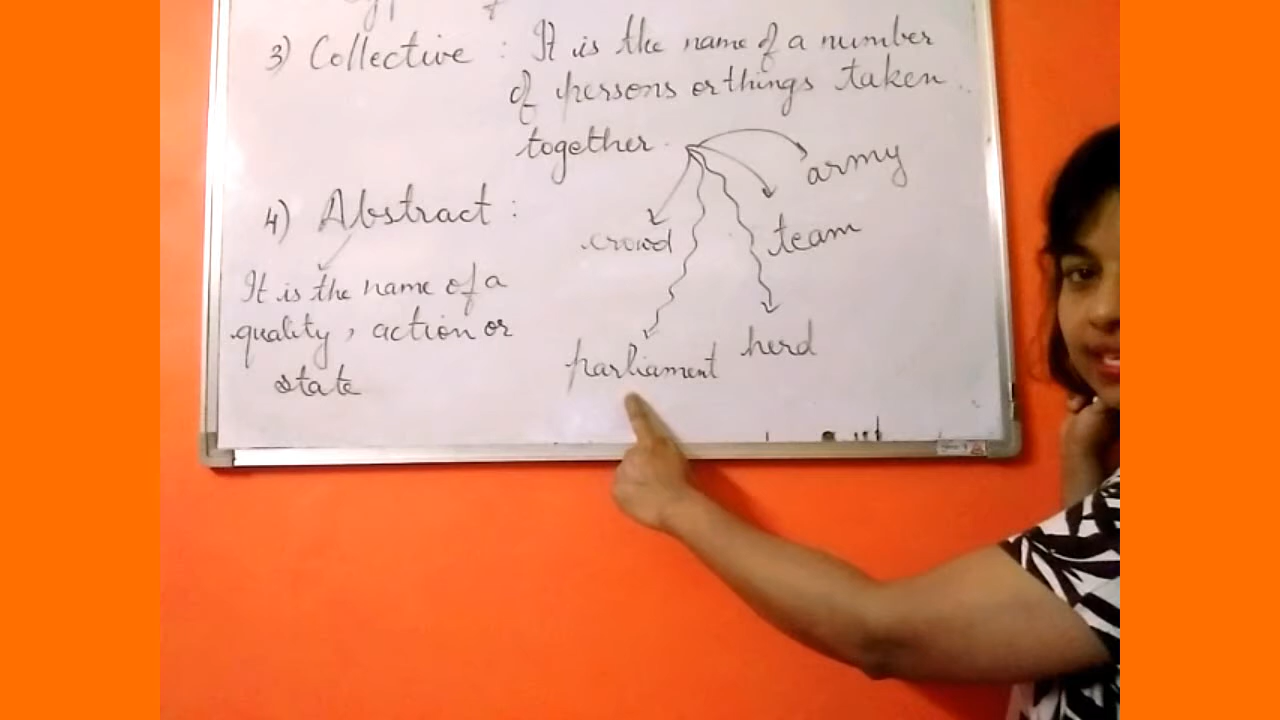 3) Collective : It is the name of a number
of persons or things taken
together.
army
team
crowd
herd
parliament
4) Abstract :
It is the name of a
quality, action or
state